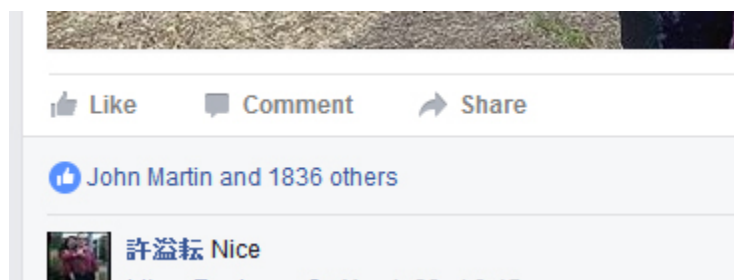 Like Comment Share
John Martin and 1836 others
許溢耘 Nice